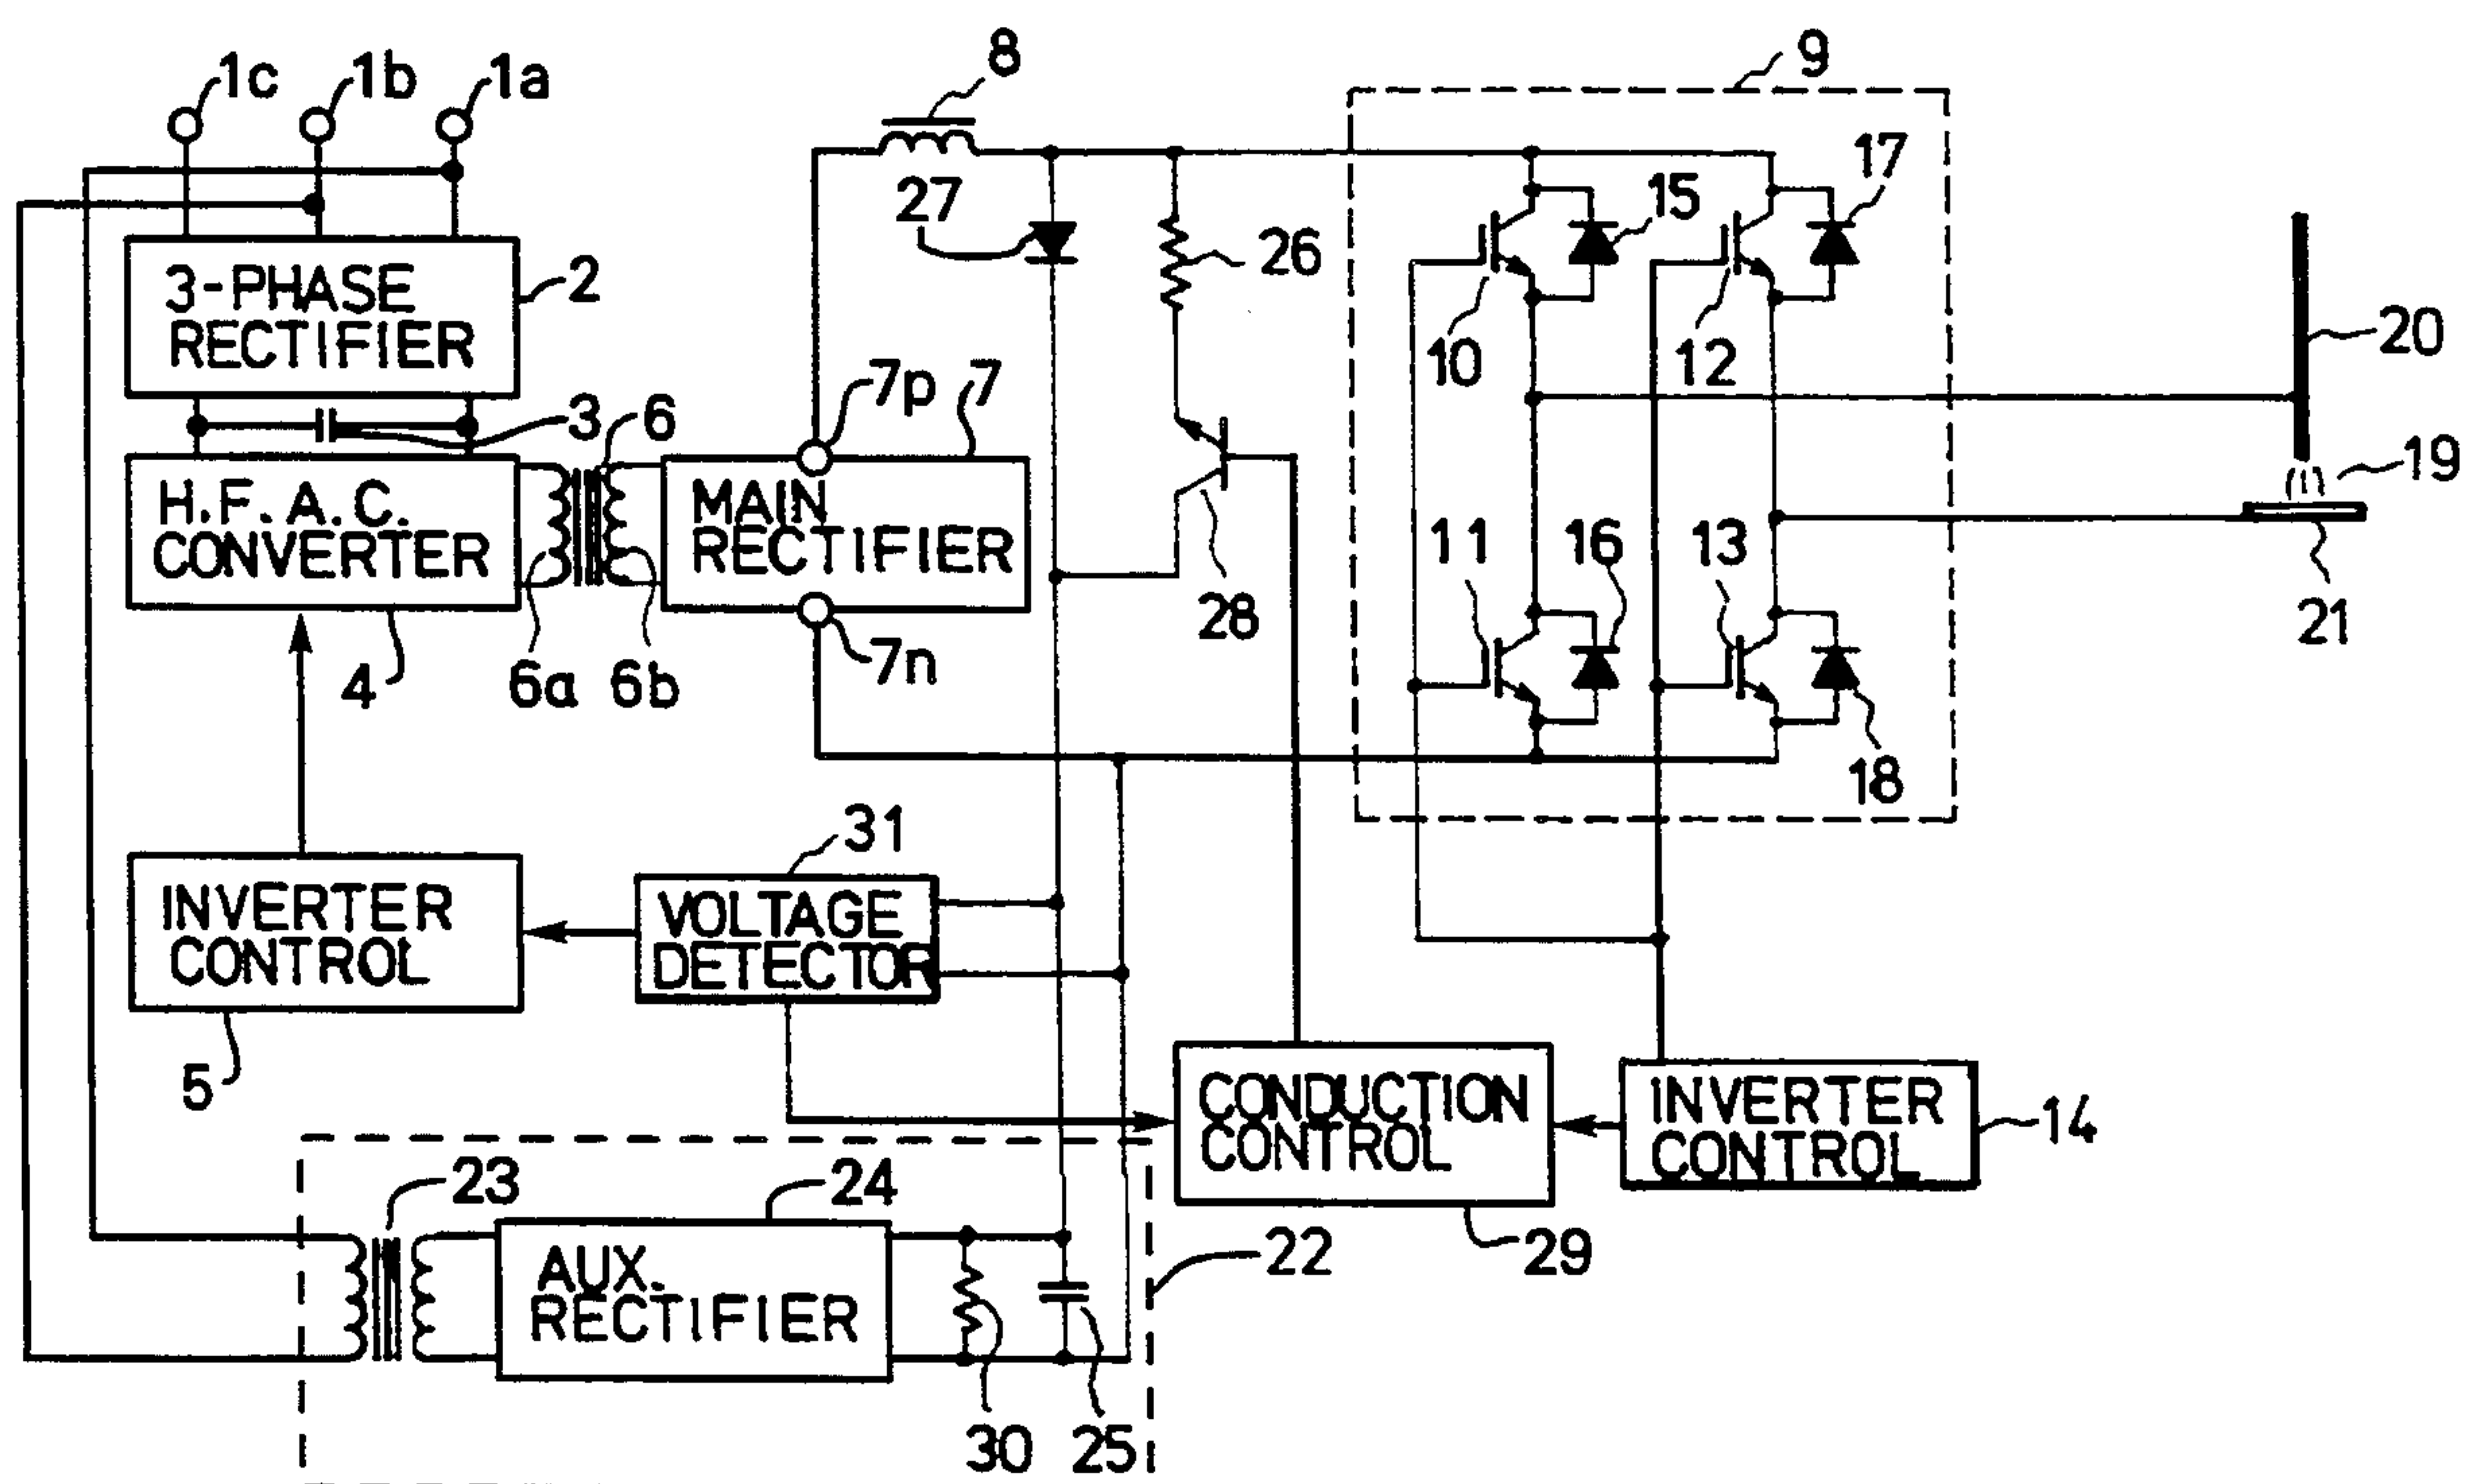 1c 1b 1a 8 9
27 15 17
3-PHASE
RECTIFIER
2
26
10 12 20
3 6 7p 7
H.F. A.C.
CONVERTER
MAIN
RECTIFIER
19
11 16 13
28 21
4 6a 6b 7n
18
31
INVERTER
CONTROL
VOLTAGE
DETECTOR
5
CONDUCTION
CONTROL
INVERTER
CONTROL
14
23 24 22 29
AUX.
RECTIFIER
30 25